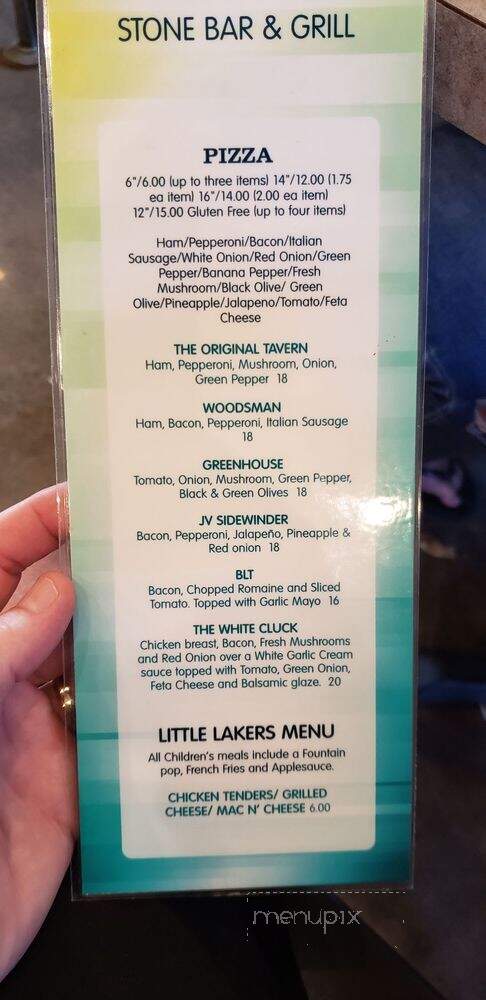 STONE BAR & GRILL
PIZZA
6"/6.00 (up to three items) 14"/12.00 (1.75
ea item) 16"/14.00 (2.00 ea item)
12"/15.00 Gluten Free (up to four items)
Ham/Pepperoni/Bacon/Italian
Sausage/White Onion/Red Onion/Green
Pepper/Banana Pepper/Fresh
Mushroom/Black Olive/ Green
Olive/Pineapple/Jalapeno/Tomato/Feta
Cheese
THE ORIGINAL TAVERN
Ham, Pepperoni, Mushroom, Onion,
Green Pepper 18
WOODSMAN
Ham, Bacon, Pepperoni, Italian Sausage
18
GREENHOUSE
Tomato, Onion, Mushroom, Green Pepper,
Black & Green Olives 18
JV SIDEWINDER
Bacon, Pepperoni, Jalapeño, Pineapple &
Red onion 18
BLT
Bacon, Chopped Romaine and Sliced
Tomato. Topped with Garlic Mayo 16
THE WHITE CLUCK
Chicken breast, Bacon, Fresh Mushrooms
and Red Onion over a White Garlic Cream
sauce topped with Tomato, Green Onion,
Feta Cheese and Balsamic glaze. 20
LITTLE LAKERS MENU
All Children's meals include a Fountain
pop, French Fries and Applesauce.
CHICKEN TENDERS/ GRILLED
CHEESE/ MAC N' CHEESE 6.00
menupix